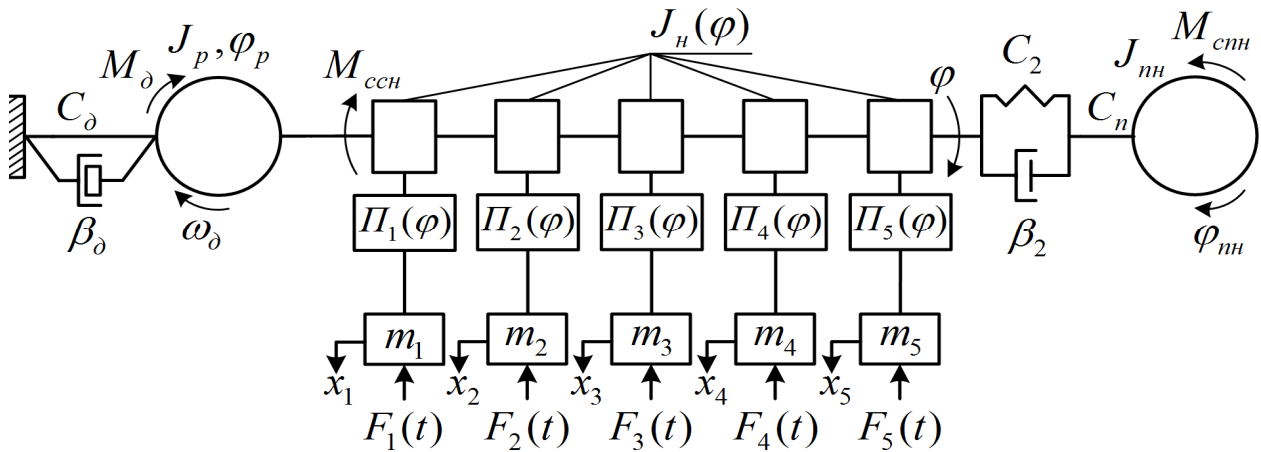 J_н(φ)
J_р, φ_р
M_ССН
M_д
C_д
β_д
ω_д
φ
C_2
β_2
C_п
J_пн
M_спн
φ_пн
П_1(φ) П_2(φ) П_3(φ) П_4(φ) П_5(φ)
m_1 m_2 m_3 m_4 m_5
x_1 x_2 x_3 x_4 x_5
F_1(t) F_2(t) F_3(t) F_4(t) F_5(t)